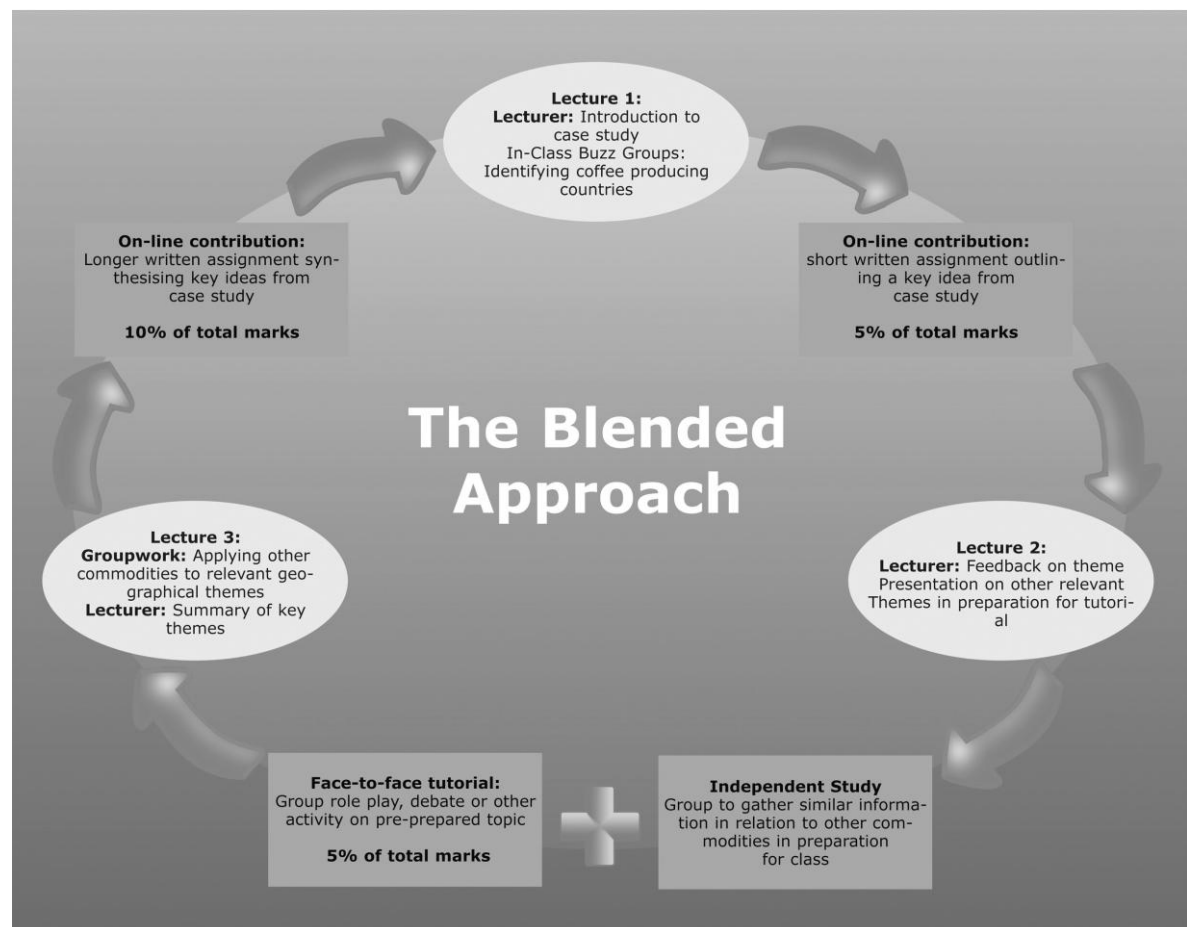 Lecture 1:
Lecturer: Introduction to
case study
In-Class Buzz Groups:
Identifying coffee producing
countries
On-line contribution:
short written assignment outlin-
ing a key idea from
case study
5% of total marks
Lecture 2:
Lecturer: Feedback on theme
Presentation on other relevant
Themes in preparation for tutori-
al
Independent Study
Group to gather similar informa-
tion in relation to other com-
modities in preparation
for class
Face-to-face tutorial:
Group role play, debate or other
activity on pre-prepared topic
5% of total marks
Lecture 3:
Groupwork: Applying other
commodities to relevant geo-
graphical themes
Lecturer: Summary of key
themes
On-line contribution:
Longer written assignment syn-
thesising key ideas from
case study
10% of total marks
The Blended
Approach